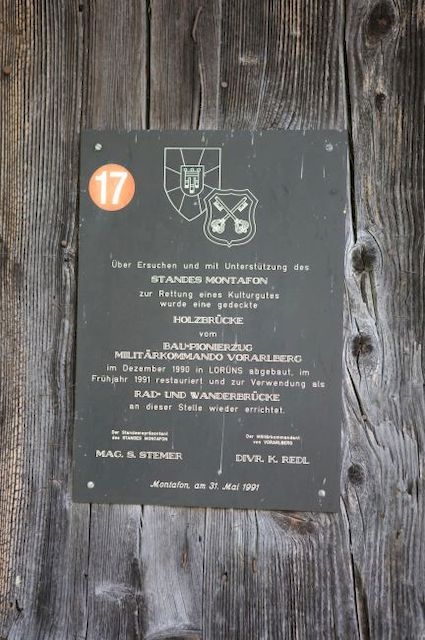 17
Über Ersuchen und mit Unterstützung des
STANDES MONTAFON
zur Rettung eines Kulturgutes
wurde eine gedeckte
HOLZBRÜCKE
vom
BAU-PIONIERZUG
MILITÄRKOMMANDO VORARLBERG
im Dezember 1990 in LORÜNS abgebaut, im
Frühjahr 1991 restauriert und zur Verwendung als
RAD- UND WANDERBRÜCKE
an dieser Stelle wieder errichtet.
Der Standesrepräsentant
des STANDES MONTAFON
MAG. S. STEMER
Der Militärkommandant
von VORARLBERG
DIVR. K. REDL
Montafon, am 31. Mai 1991